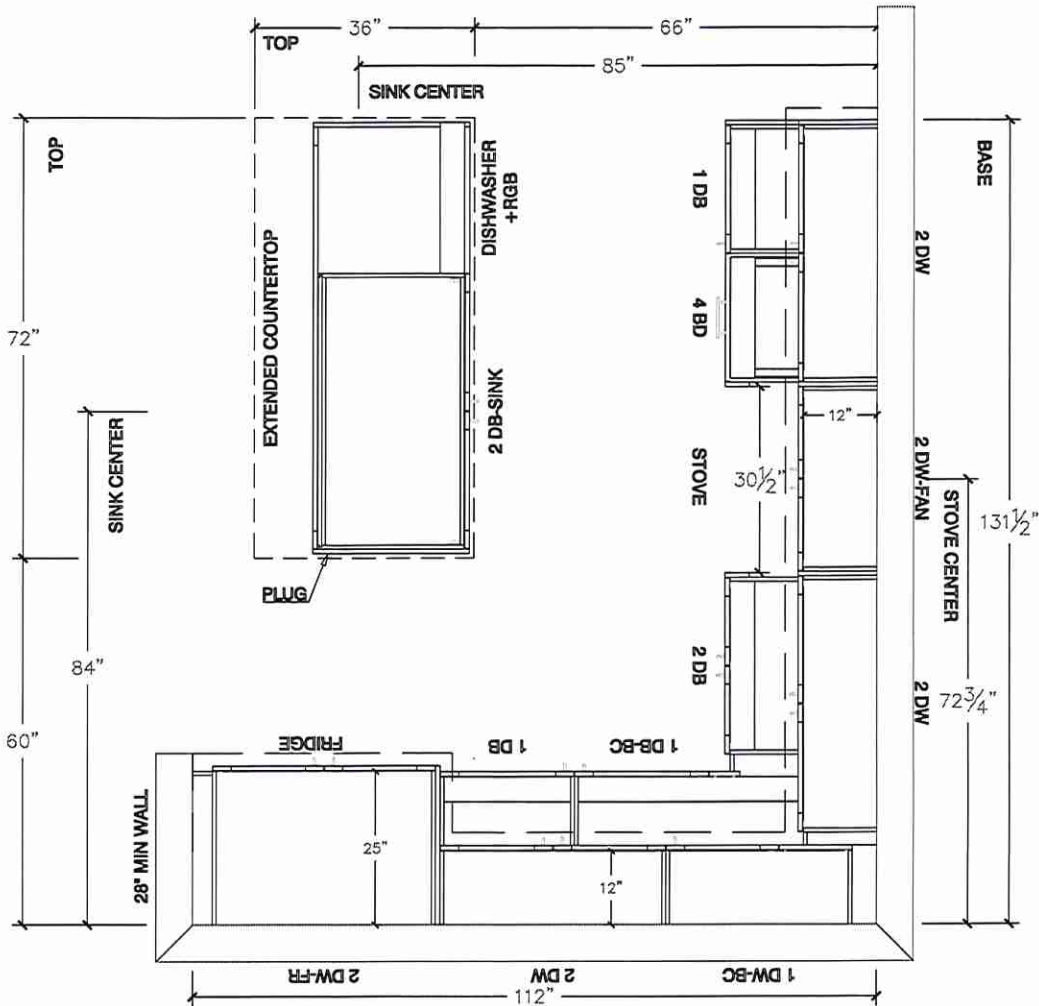 36"
66"
TOP
85"
SINK CENTER
TOP
BASE
DISHWASHER
+RGB
1 DB
2 DW
EXTENDED COUNTERTOP
4 BD
72"
2 DB-SINK
12"
SINK CENTER
STOVE
30½"
2 DW-FAN
STOVE CENTER
131½"
PLUG
84"
2 DB
2 DW
72¾"
60"
FRIDGE
1 DB
1 DB-BC
28" MIN WALL
25"
12"
2 DW-FR
2 DW
1 DW-BC
112"